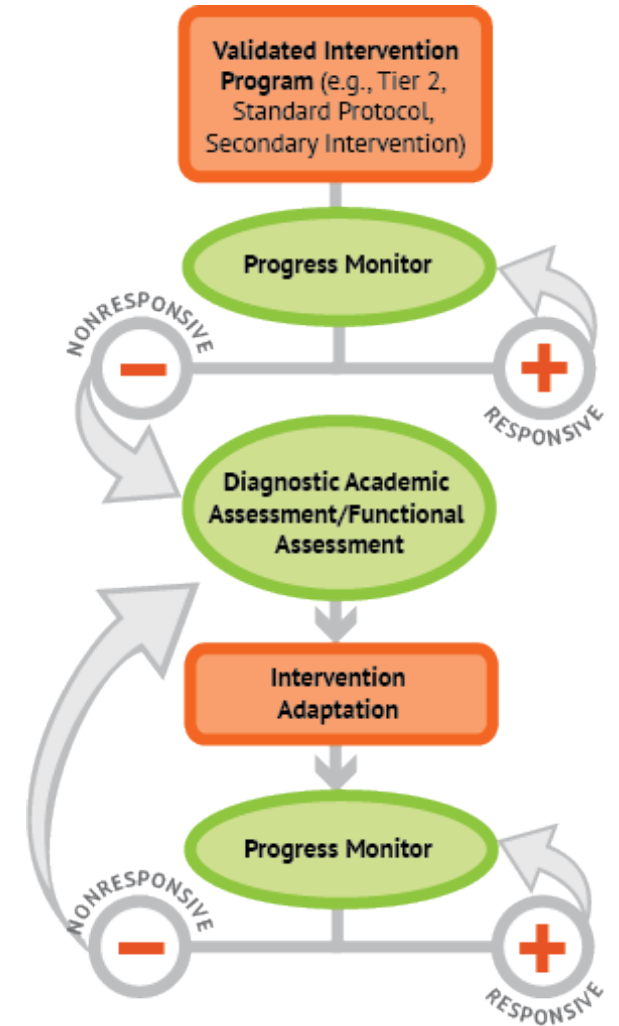 Validated Intervention
Program (e.g., Tier 2,
Standard Protocol,
Secondary Intervention)
Progress Monitor
NONRESPONSIVE
RESPONSIVE
Diagnostic Academic
Assessment/Functional
Assessment
Intervention
Adaptation
Progress Monitor
NONRESPONSIVE
RESPONSIVE